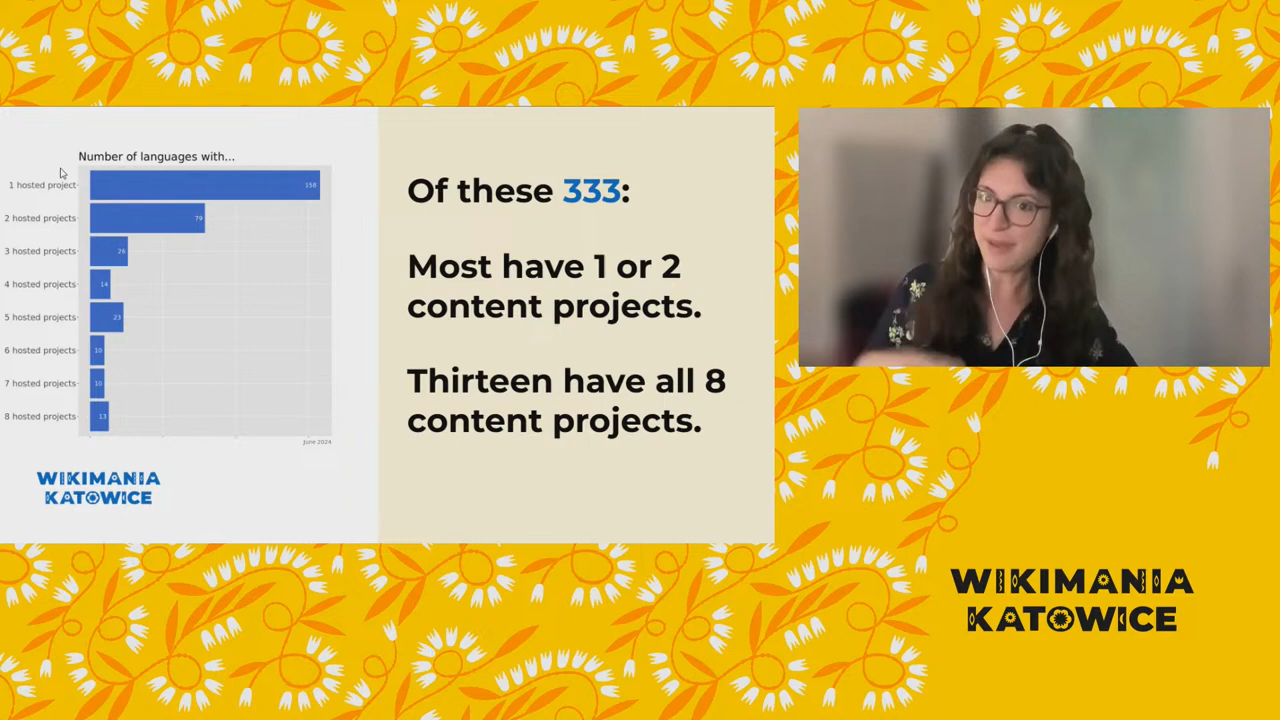 Number of languages with...
1 hosted project 158
2 hosted projects 79
3 hosted projects 26
4 hosted projects 14
5 hosted projects 23
6 hosted projects 10
7 hosted projects 10
8 hosted projects 13
June 2024
WIKIMANIA
KATOWICE
Of these 333:
Most have 1 or 2
content projects.
Thirteen have all 8
content projects.
WIKIMANIA
KATOWICE